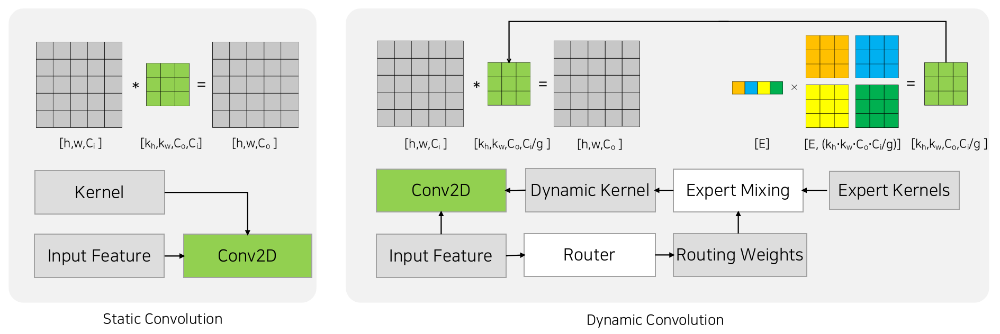 * =
[h,w,Cᵢ ] [kₕ,k_w,Cₒ,Cᵢ] [h,w,Cₒ ]
Kernel
Input Feature
Conv2D
Static Convolution
* =
× =
[h,w,Cᵢ ] [kₕ,k_w,Cₒ,Cᵢ/g ] [h,w,Cₒ ]
[E] [E, (kₕ·k_w·Cₒ·Cᵢ/g)] [kₕ,k_w,Cₒ,Cᵢ/g ]
Conv2D
Dynamic Kernel
Expert Mixing
Expert Kernels
Input Feature
Router
Routing Weights
Dynamic Convolution